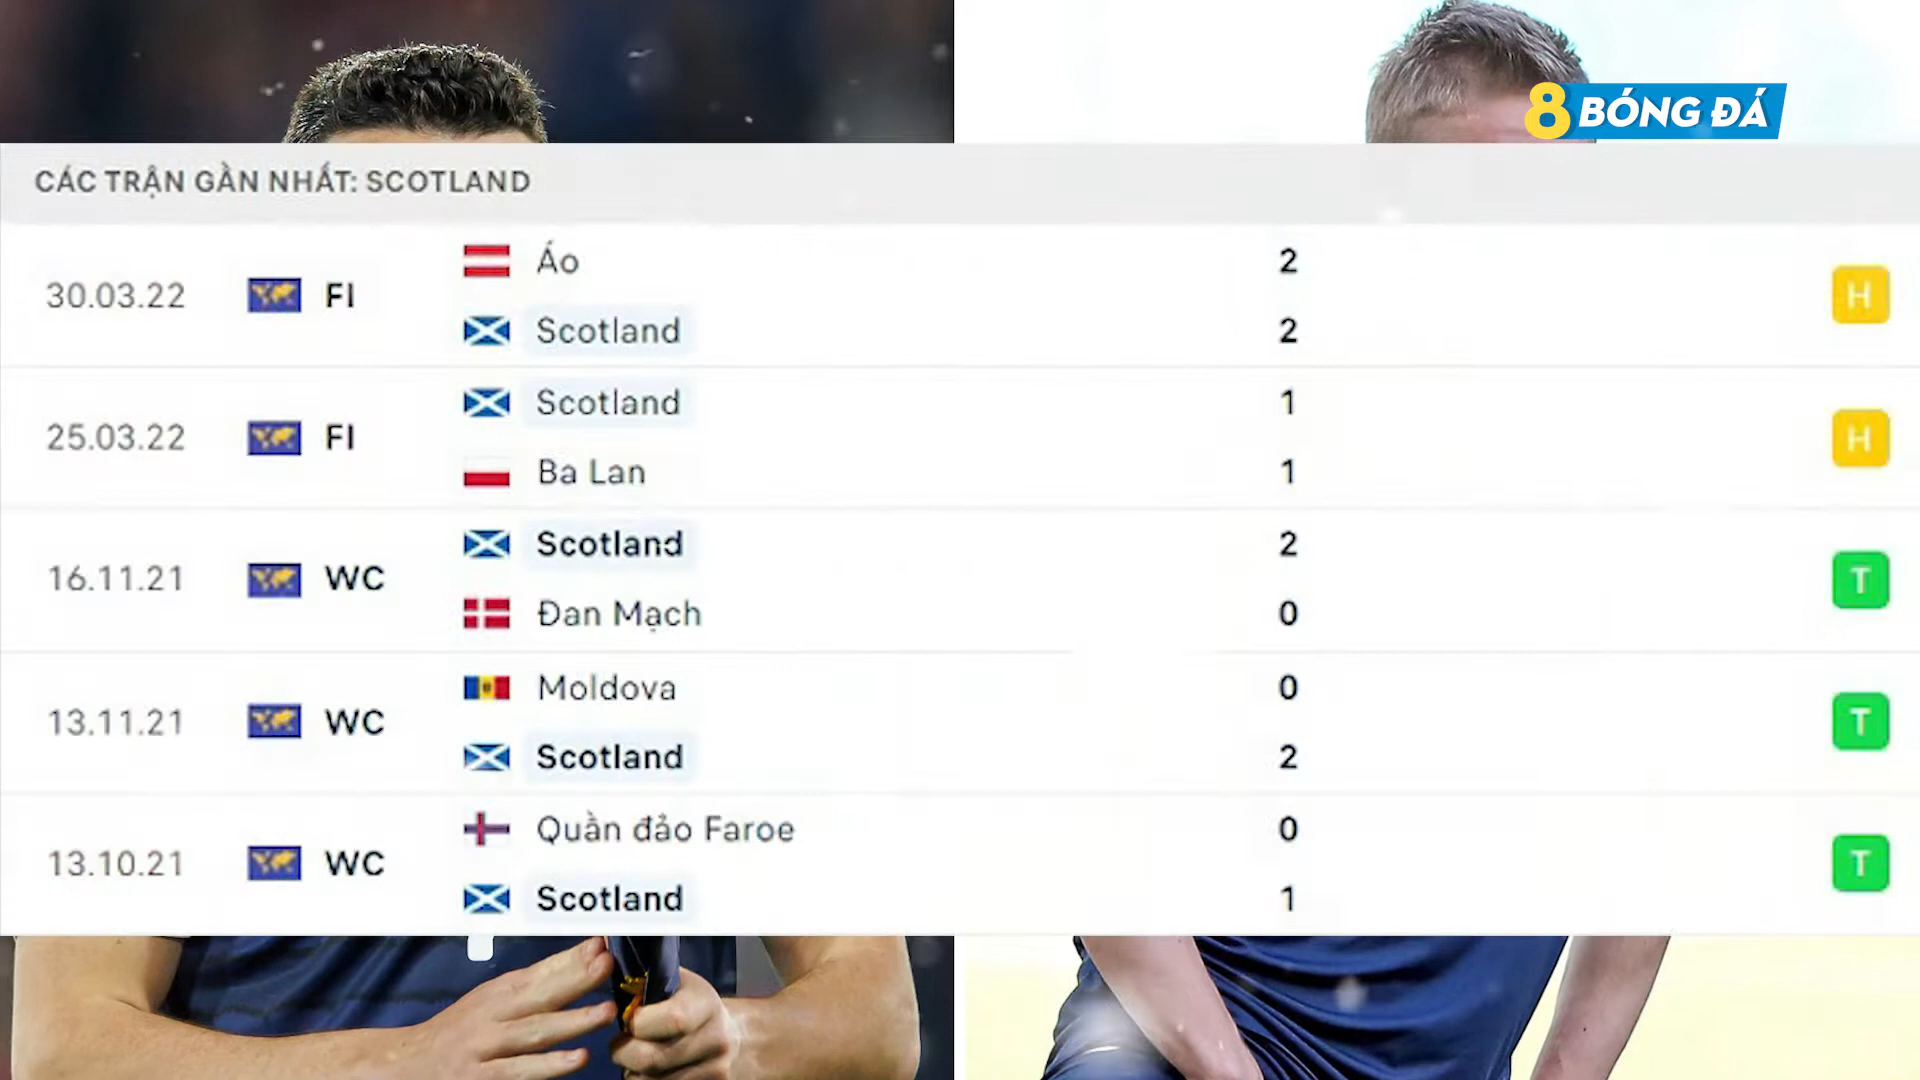 8 BÓNG ĐÁ
CÁC TRẬN GẦN NHẤT: SCOTLAND
30.03.22 FI Áo 2 H
Scotland 2
25.03.22 FI Scotland 1 H
Ba Lan 1
16.11.21 WC Scotland 2 T
Đan Mạch 0
13.11.21 WC Moldova 0 T
Scotland 2
13.10.21 WC Quần đảo Faroe 0 T
Scotland 1